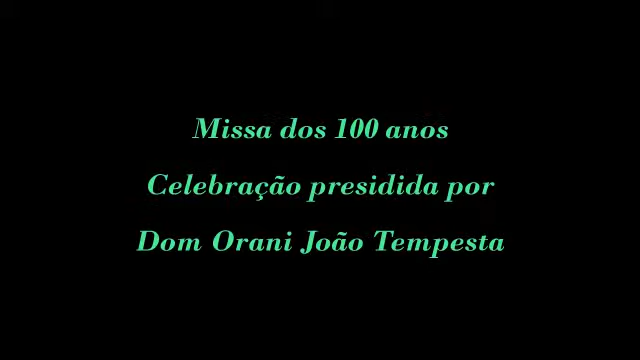 Missa dos 100 anos
Celebração presidida por
Dom Orani João Tempesta